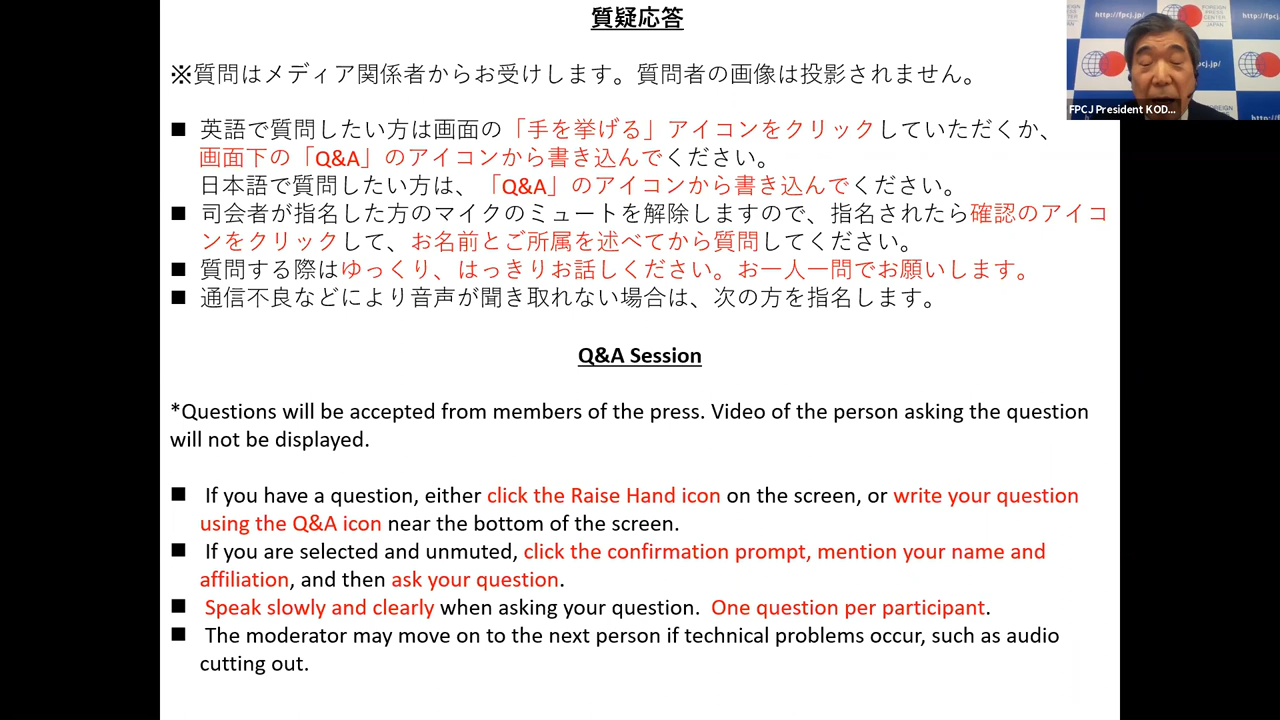 質疑応答
※質問はメディア関係者からお受けします。質問者の画像は投影されません。
■ 英語で質問したい方は画面の「手を挙げる」アイコンをクリックしていただくか、
画面下の「Q&A」のアイコンから書き込んでください。
日本語で質問したい方は、「Q&A」のアイコンから書き込んでください。
■ 司会者が指名した方のマイクのミュートを解除しますので、指名されたら確認のアイコ
ンをクリックして、お名前とご所属を述べてから質問してください。
■ 質問する際はゆっくり、はっきりお話しください。お一人一問でお願いします。
■ 通信不良などにより音声が聞き取れない場合は、次の方を指名します。
Q&A Session
*Questions will be accepted from members of the press. Video of the person asking the question
will not be displayed.
■ If you have a question, either click the Raise Hand icon on the screen, or write your question
using the Q&A icon near the bottom of the screen.
■ If you are selected and unmuted, click the confirmation prompt, mention your name and
affiliation, and then ask your question.
■ Speak slowly and clearly when asking your question. One question per participant.
■ The moderator may move on to the next person if technical problems occur, such as audio
cutting out.
http://fpcj.jp/
FOREIGN
PRESS
CENTER
JAPAN
http://fpcj.j
FPCJ President KOD...